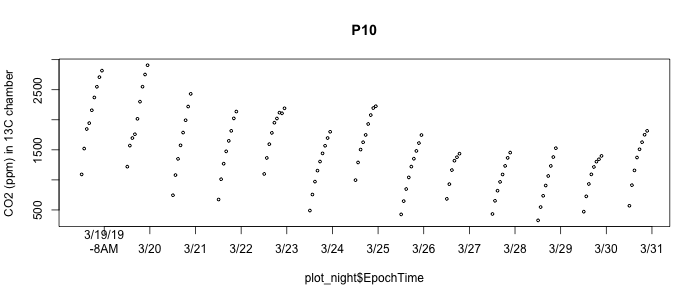 P10
CO2 (ppm) in 13C chamber
2500
1500
500
3/19/19
-8AM
3/20 3/21 3/22 3/23 3/24 3/25 3/26 3/27 3/28 3/29 3/30 3/31
plot_night$EpochTime